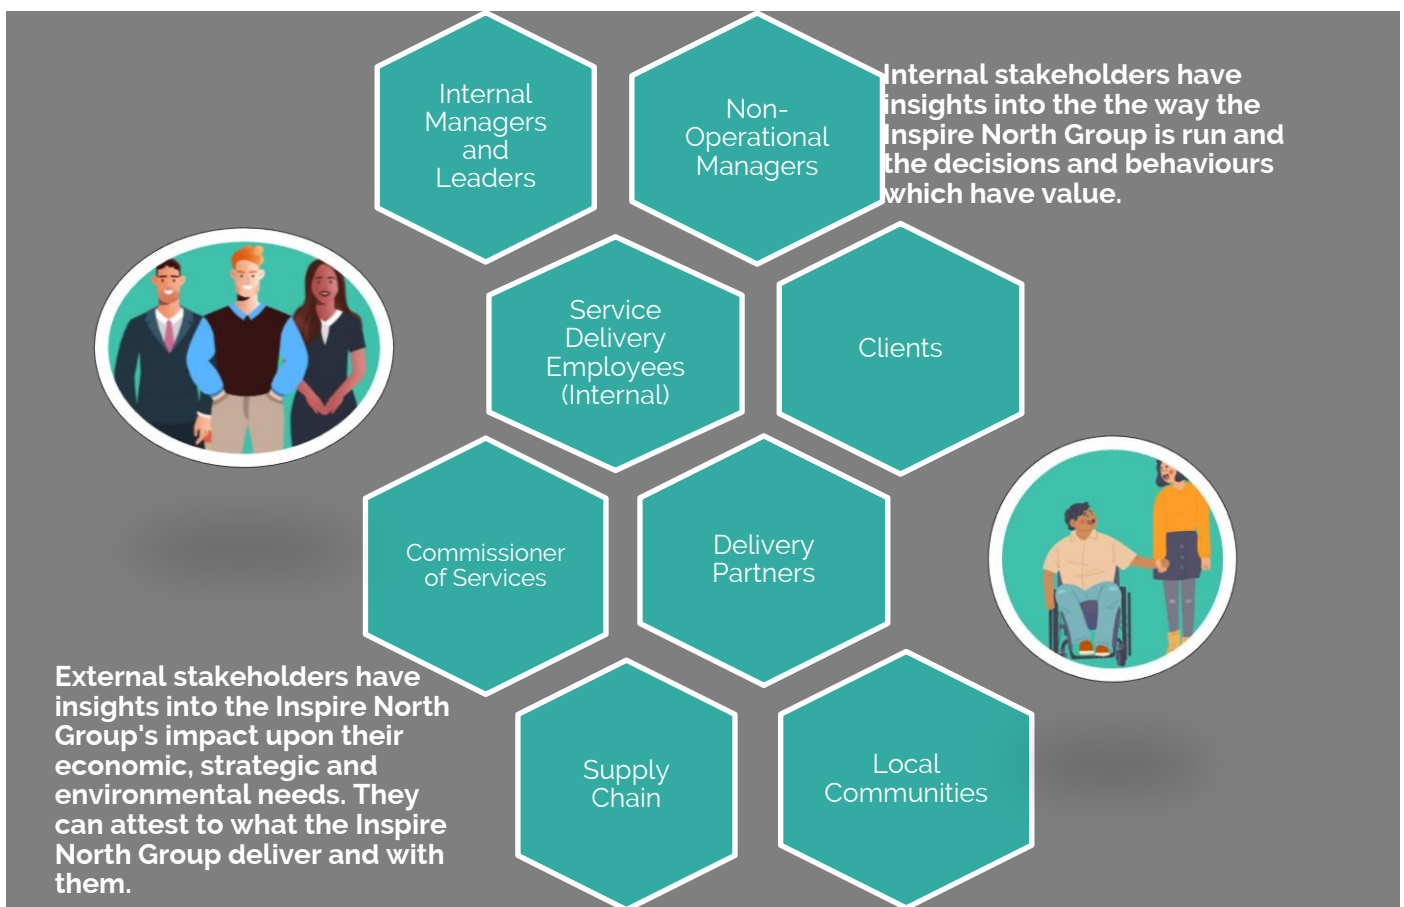 Internal
Managers
and
Leaders
Non-
Operational
Managers
Internal stakeholders have
insights into the the way the
Inspire North Group is run and
the decisions and behaviours
which have value.
Service
Delivery
Employees
(Internal)
Clients
Commissioner
of Services
Delivery
Partners
External stakeholders have
insights into the Inspire North
Group's impact upon their
economic, strategic and
environmental needs. They
can attest to what the Inspire
North Group deliver and with
them.
Supply
Chain
Local
Communities